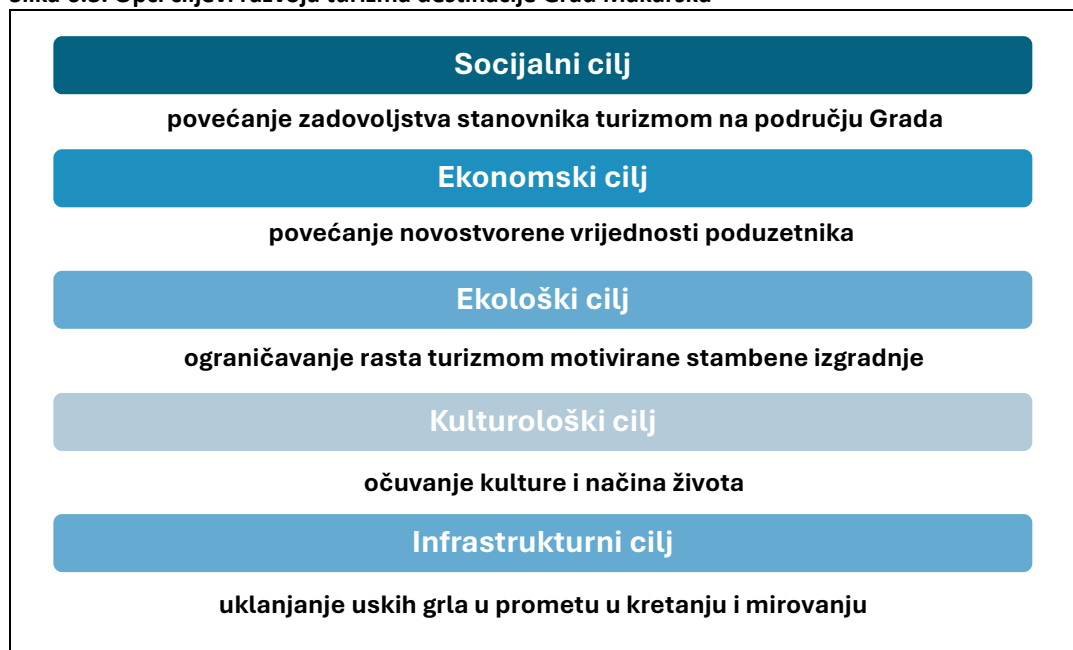 Socijalni cilj
povećanje zadovoljstva stanovnika turizmom na području Grada
Ekonomski cilj
povećanje novostvorene vrijednosti poduzetnika
Ekološki cilj
ograničavanje rasta turizmom motivirane stambene izgradnje
Kulturološki cilj
očuvanje kulture i načina života
Infrastrukturni cilj
uklanjanje uskih grla u prometu u kretanju i mirovanju